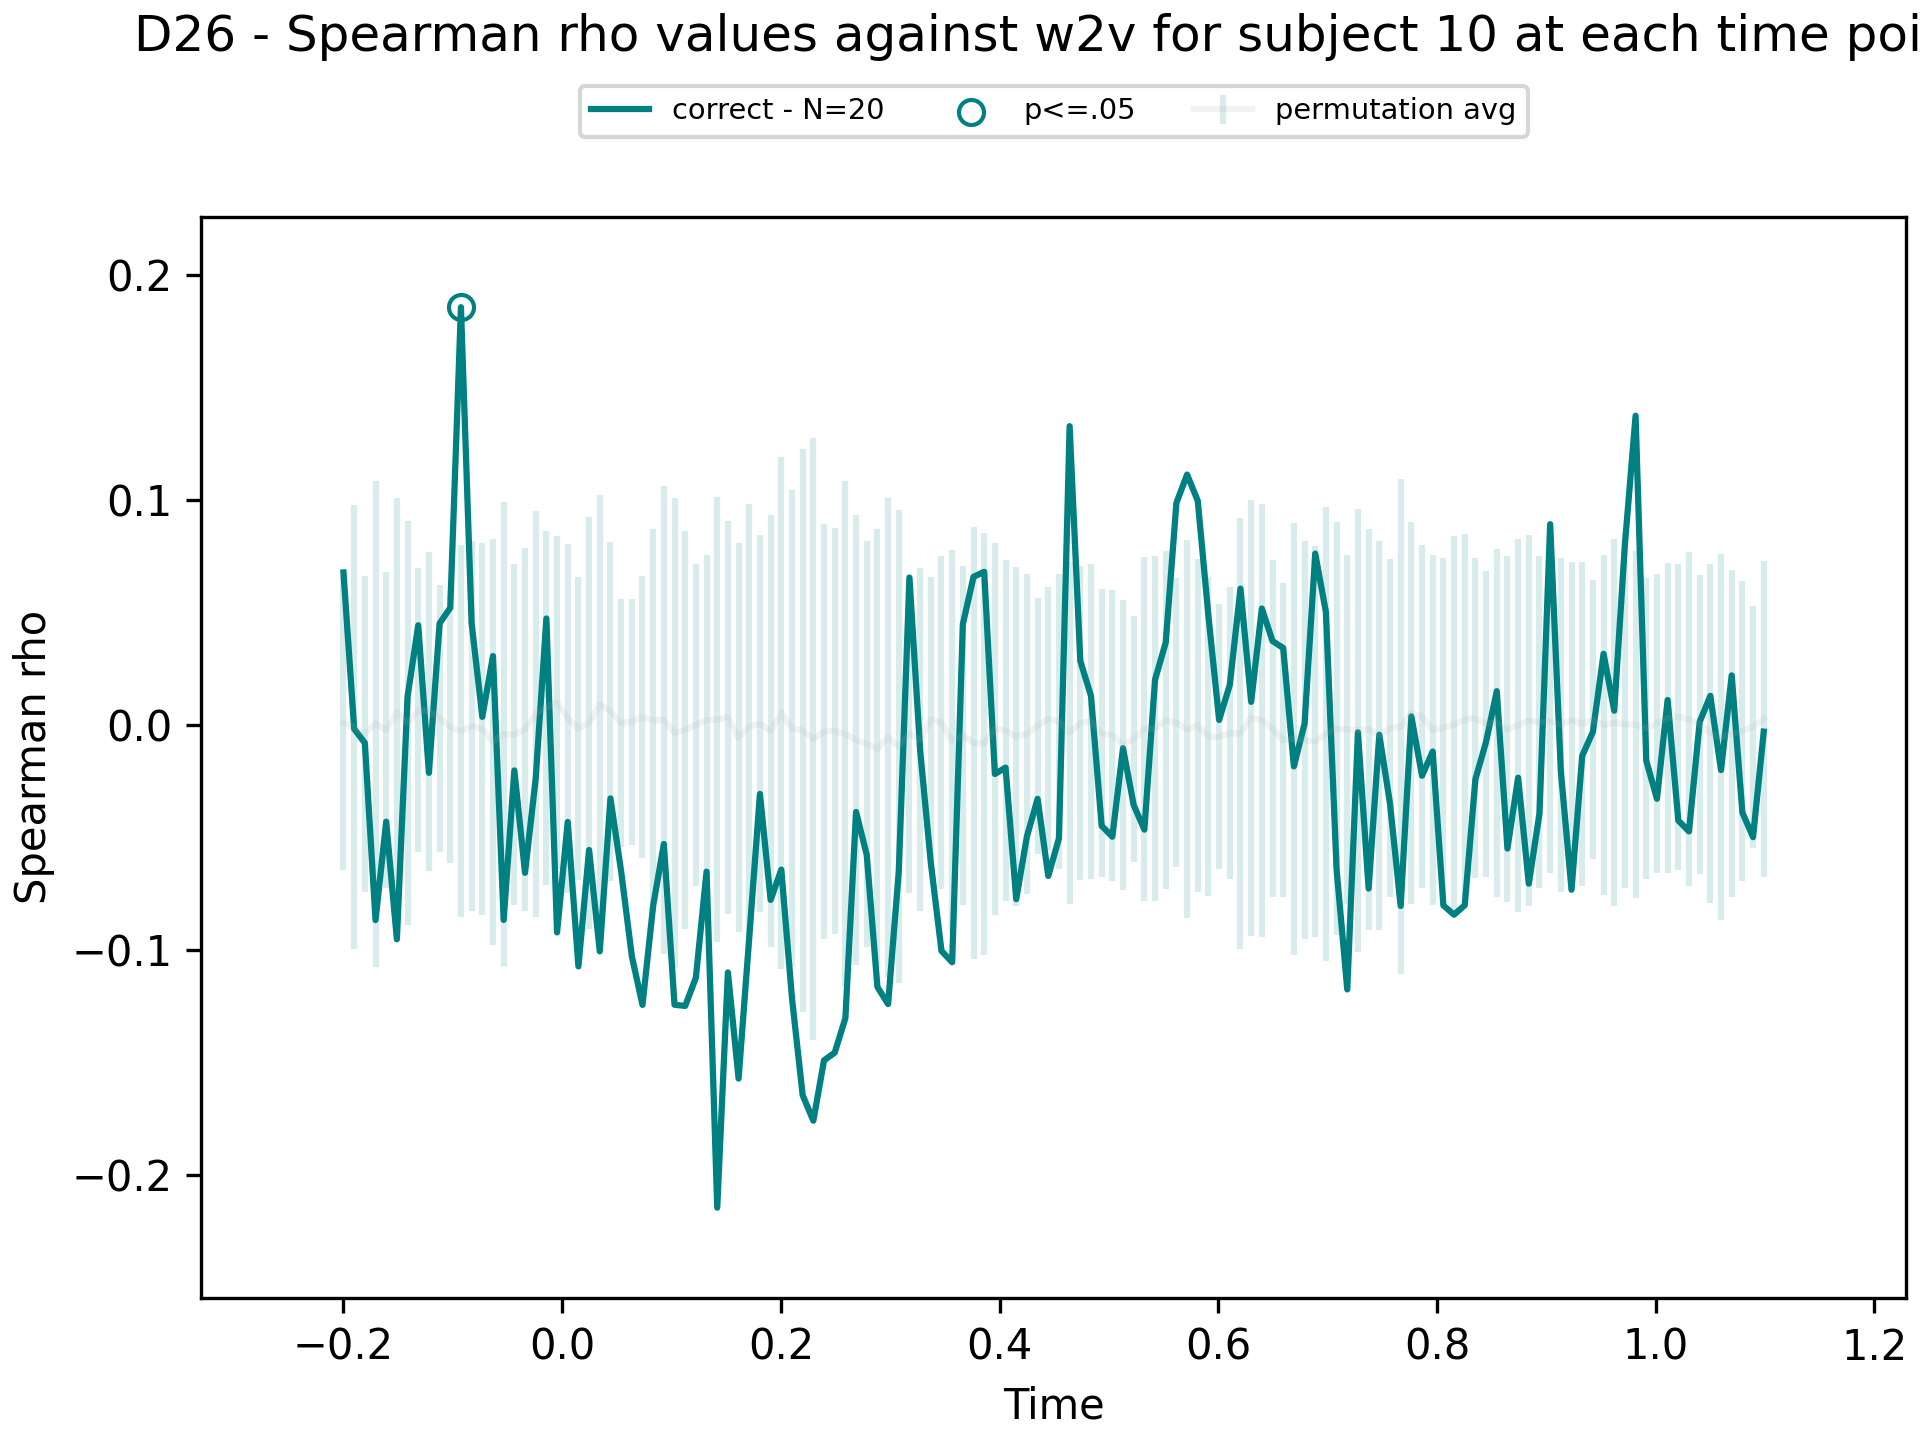 D26 - Spearman rho values against w2v for subject 10 at each time poi
correct - N=20 p<=.05 permutation avg
Spearman rho
0.2
0.1
0.0
−0.1
−0.2
−0.2 0.0 0.2 0.4 0.6 0.8 1.0 1.2
Time